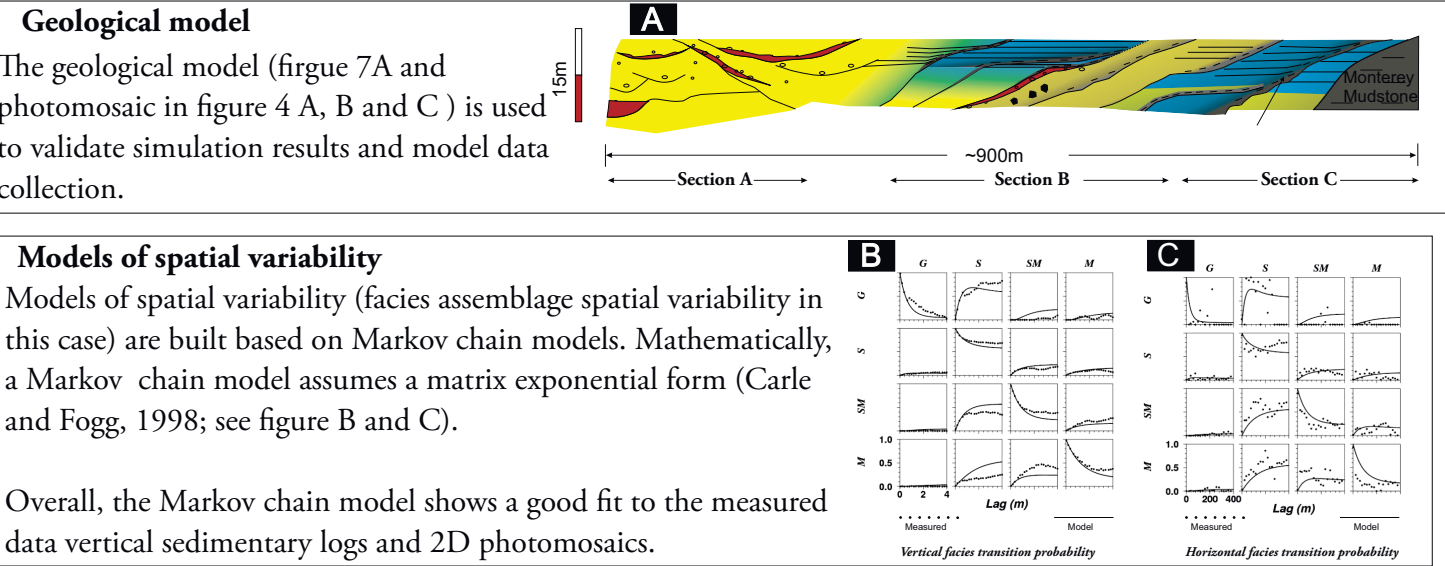 Geological model
The geological model (firgue 7A and
photomosaic in figure 4 A, B and C ) is used
to validate simulation results and model data
collection.
15m
A
Monterey
Mudstone
~900m
Section A
Section B
Section C
Models of spatial variability
Models of spatial variability (facies assemblage spatial variability in
this case) are built based on Markov chain models. Mathematically,
a Markov chain model assumes a matrix exponential form (Carle
and Fogg, 1998; see figure B and C).
Overall, the Markov chain model shows a good fit to the measured
data vertical sedimentary logs and 2D photomosaics.
B
G S SM M
G
S
SM
M
1.0
0.5
0.0
0 2 4
Lag (m)
Measured
Model
Vertical facies transition probability
C
G S SM M
G
S
SM
M
1.0
0.5
0.0
0 200 400
Lag (m)
Measured
Model
Horizontal facies transition probability